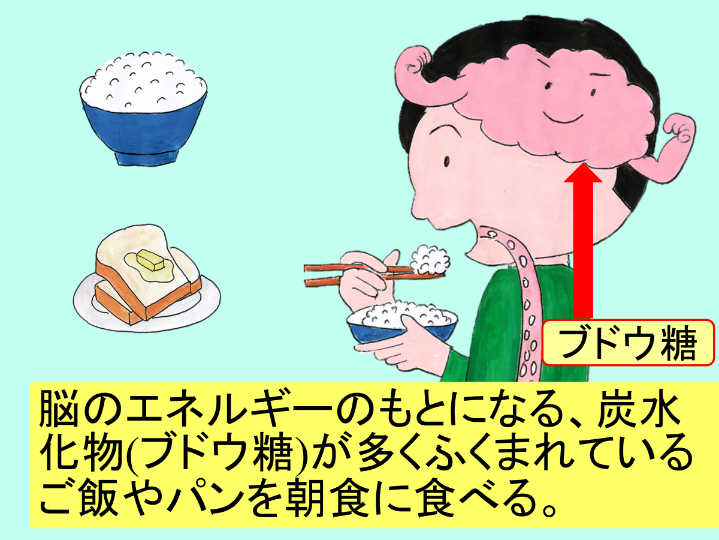 ブドウ糖
脳のエネルギーのもとになる、炭水
化物(ブドウ糖)が多くふくまれている
ご飯やパンを朝食に食べる。